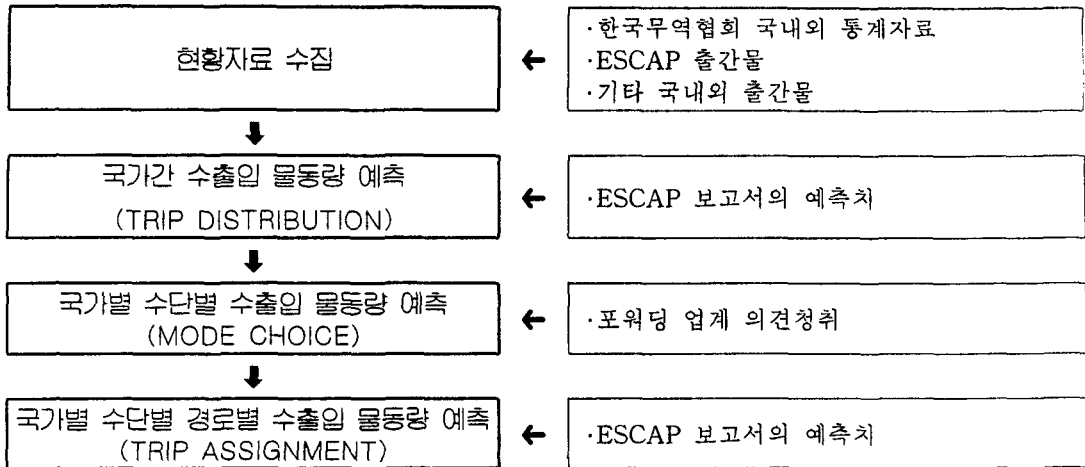 현황자료 수집
·한국무역협회 국내외 통계자료
·ESCAP 출간물
·기타 국내외 출간물
국가간 수출입 물동량 예측
(TRIP DISTRIBUTION)
·ESCAP 보고서의 예측치
국가별 수단별 수출입 물동량 예측
(MODE CHOICE)
·포워딩 업계 의견청취
국가별 수단별 경로별 수출입 물동량 예측
(TRIP ASSIGNMENT)
·ESCAP 보고서의 예측치